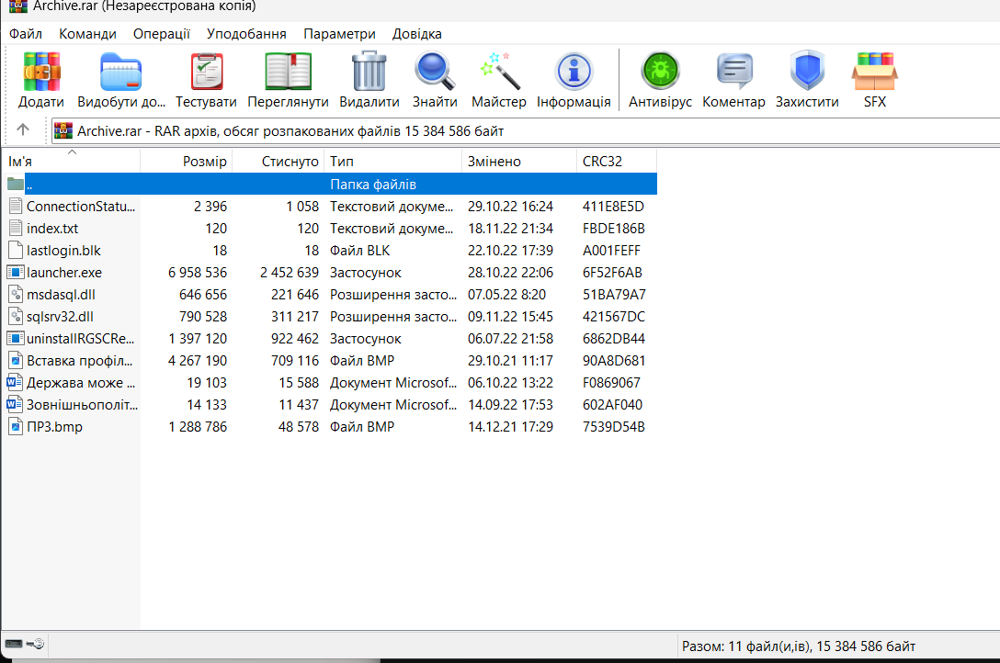 Archive.rar (Незареєстрована копія)
Файл Команди Операції Уподобання Параметри Довідка
Додати Видобути до... Тестувати Переглянути Видалити Знайти Майстер Інформація Антивірус Коментар Захистити SFX
Archive.rar - RAR архів, обсяг розпакованих файлів 15 384 586 байт
Ім'я Розмір Стиснуто Тип Змінено CRC32
.. Папка файлів
ConnectionStatu... 2 396 1 058 Текстовий докуме... 29.10.22 16:24 411E8E5D
index.txt 120 120 Текстовий докуме... 18.11.22 21:34 FBDE186B
lastlogin.blk 18 18 Файл BLK 22.10.22 17:39 A001FEFF
launcher.exe 6 958 536 2 452 639 Застосунок 28.10.22 22:06 6F52F6AB
msdasql.dll 646 656 221 646 Розширення засто... 07.05.22 8:20 51BA79A7
sqlsrv32.dll 790 528 311 217 Розширення засто... 09.11.22 15:45 421567DC
uninstallRGSCRe... 1 397 120 922 462 Застосунок 06.07.22 21:58 6862DB44
Вставка профіл... 4 267 190 709 116 Файл BMP 29.10.21 11:17 90A8D681
Держава може ... 19 103 15 588 Документ Microsof... 06.10.22 13:22 F0869067
Зовнішньополіт... 14 133 11 437 Документ Microsof... 14.09.22 17:53 602AF040
ПР3.bmp 1 288 786 48 578 Файл BMP 14.12.21 17:29 7539D54B
Разом: 11 файл(и,ів), 15 384 586 байт